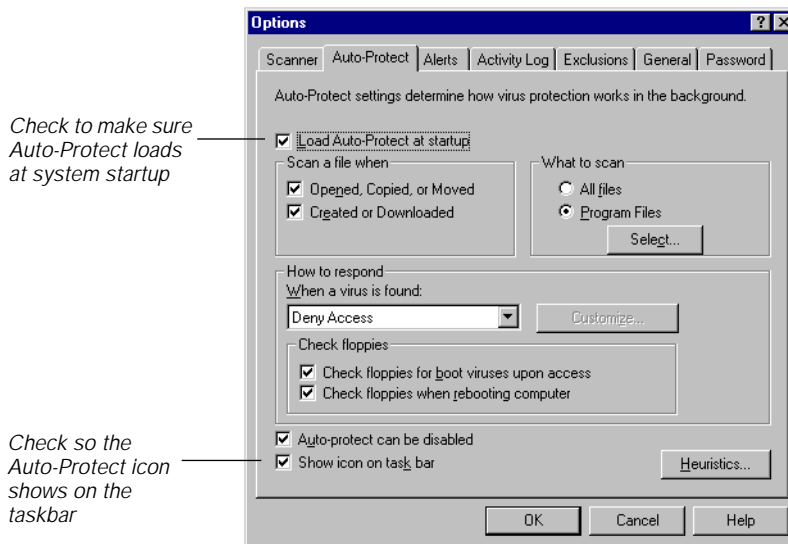 Options
Scanner Auto-Protect Alerts Activity Log Exclusions General Password
Auto-Protect settings determine how virus protection works in the background.
Check to make sure
Auto-Protect loads
at system startup
Load Auto-Protect at startup
Scan a file when
Opened, Copied, or Moved
Created or Downloaded
What to scan
All files
Program Files
Select...
How to respond
When a virus is found:
Deny Access
Customize...
Check floppies
Check floppies for boot viruses upon access
Check floppies when rebooting computer
Check so the
Auto-Protect icon
shows on the
taskbar
Auto-protect can be disabled
Show icon on task bar
Heuristics...
OK Cancel Help